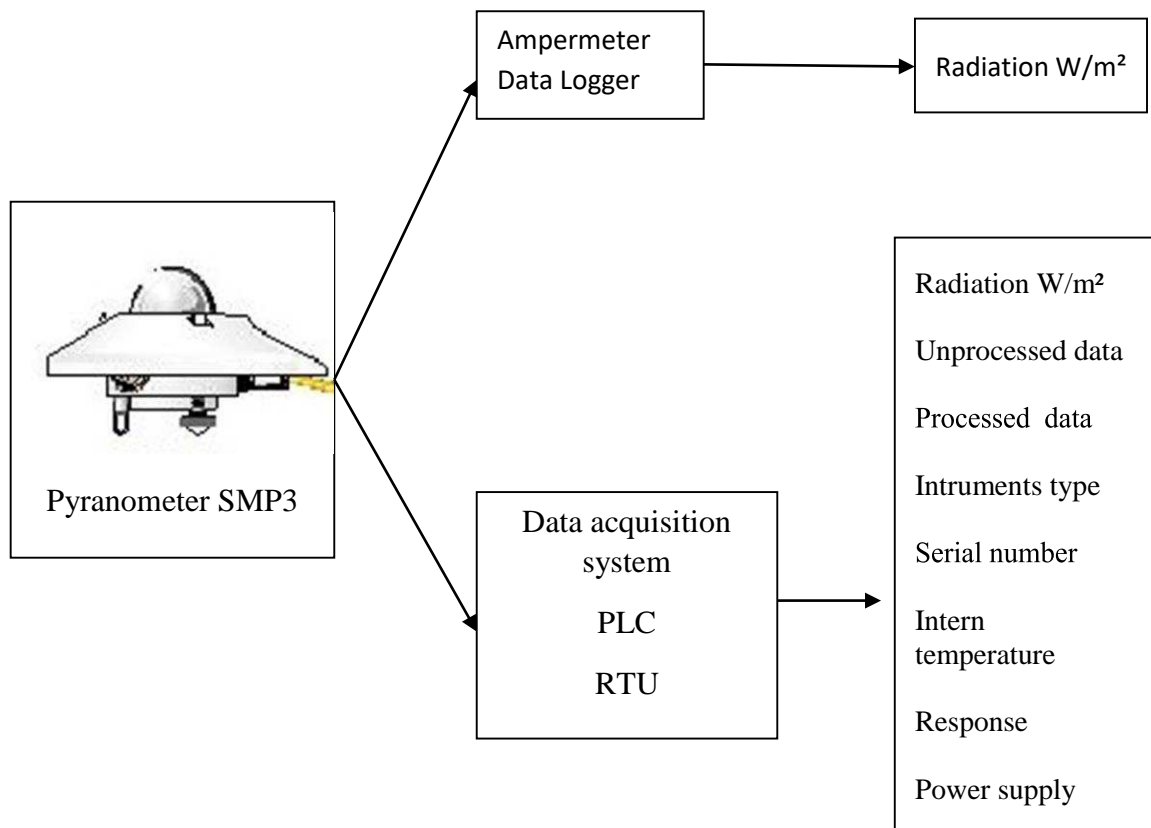 Ampermeter
Data Logger
Radiation W/m²
Pyranometer SMP3
Data acquisition
system
PLC
RTU
Radiation W/m²
Unprocessed data
Processed data
Intruments type
Serial number
Intern
temperature
Response
Power supply